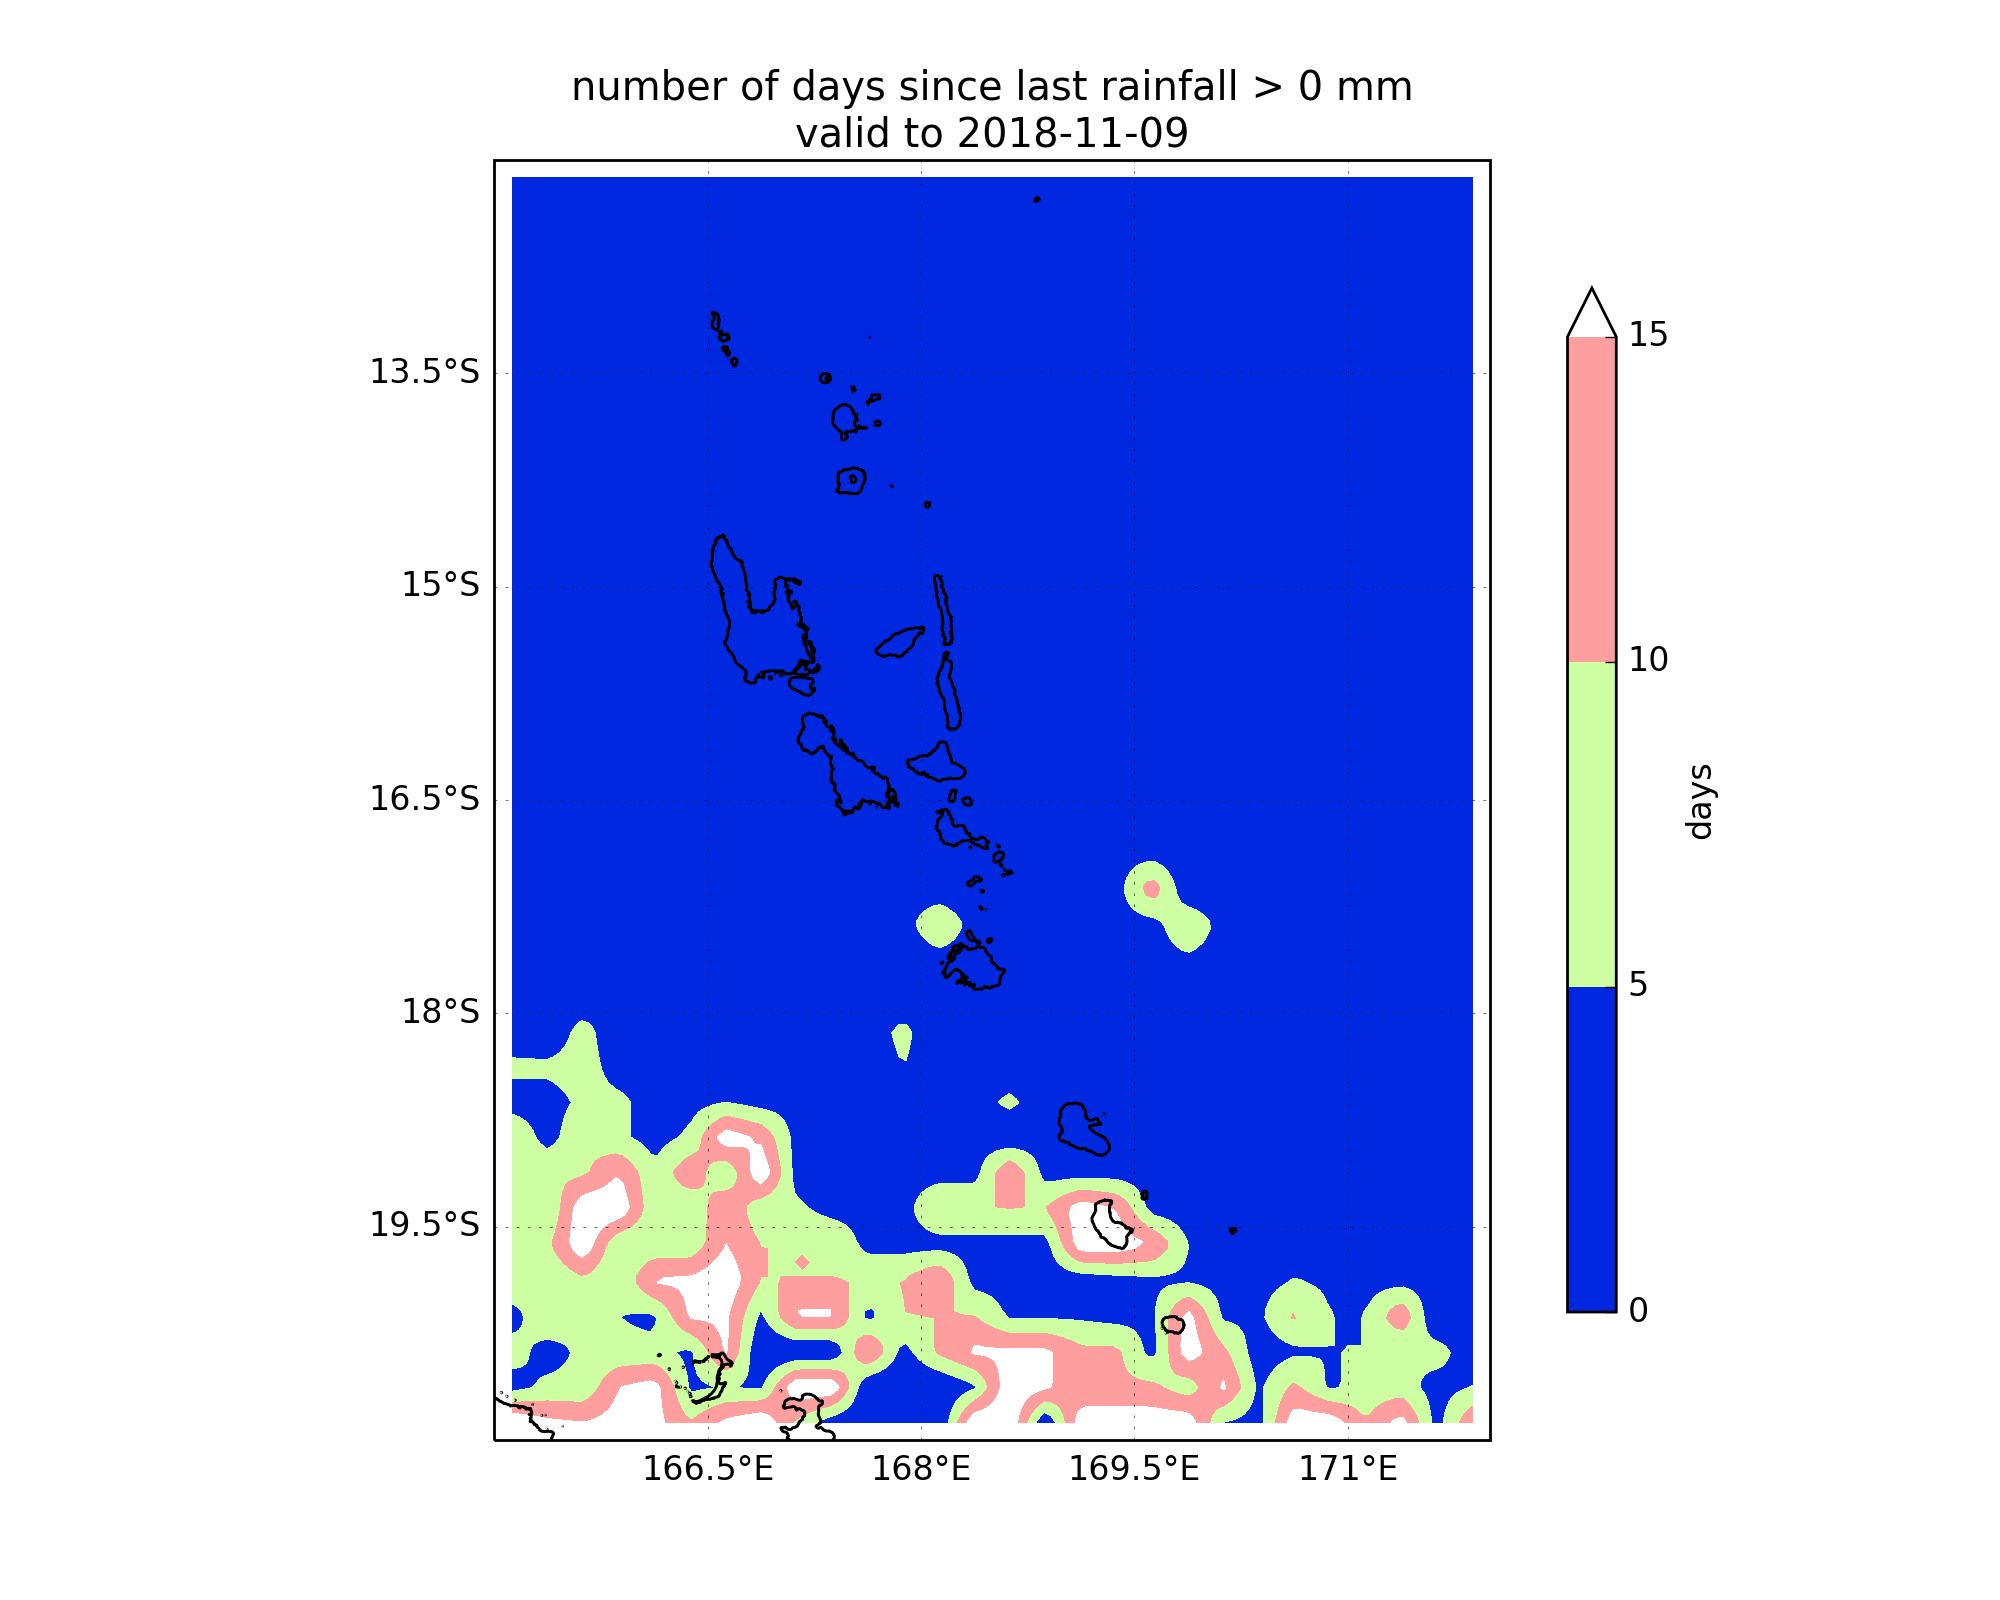 number of days since last rainfall > 0 mm
valid to 2018-11-09
13.5°S
15°S
16.5°S
18°S
19.5°S
166.5°E
168°E
169.5°E
171°E
15
10
5
0
days